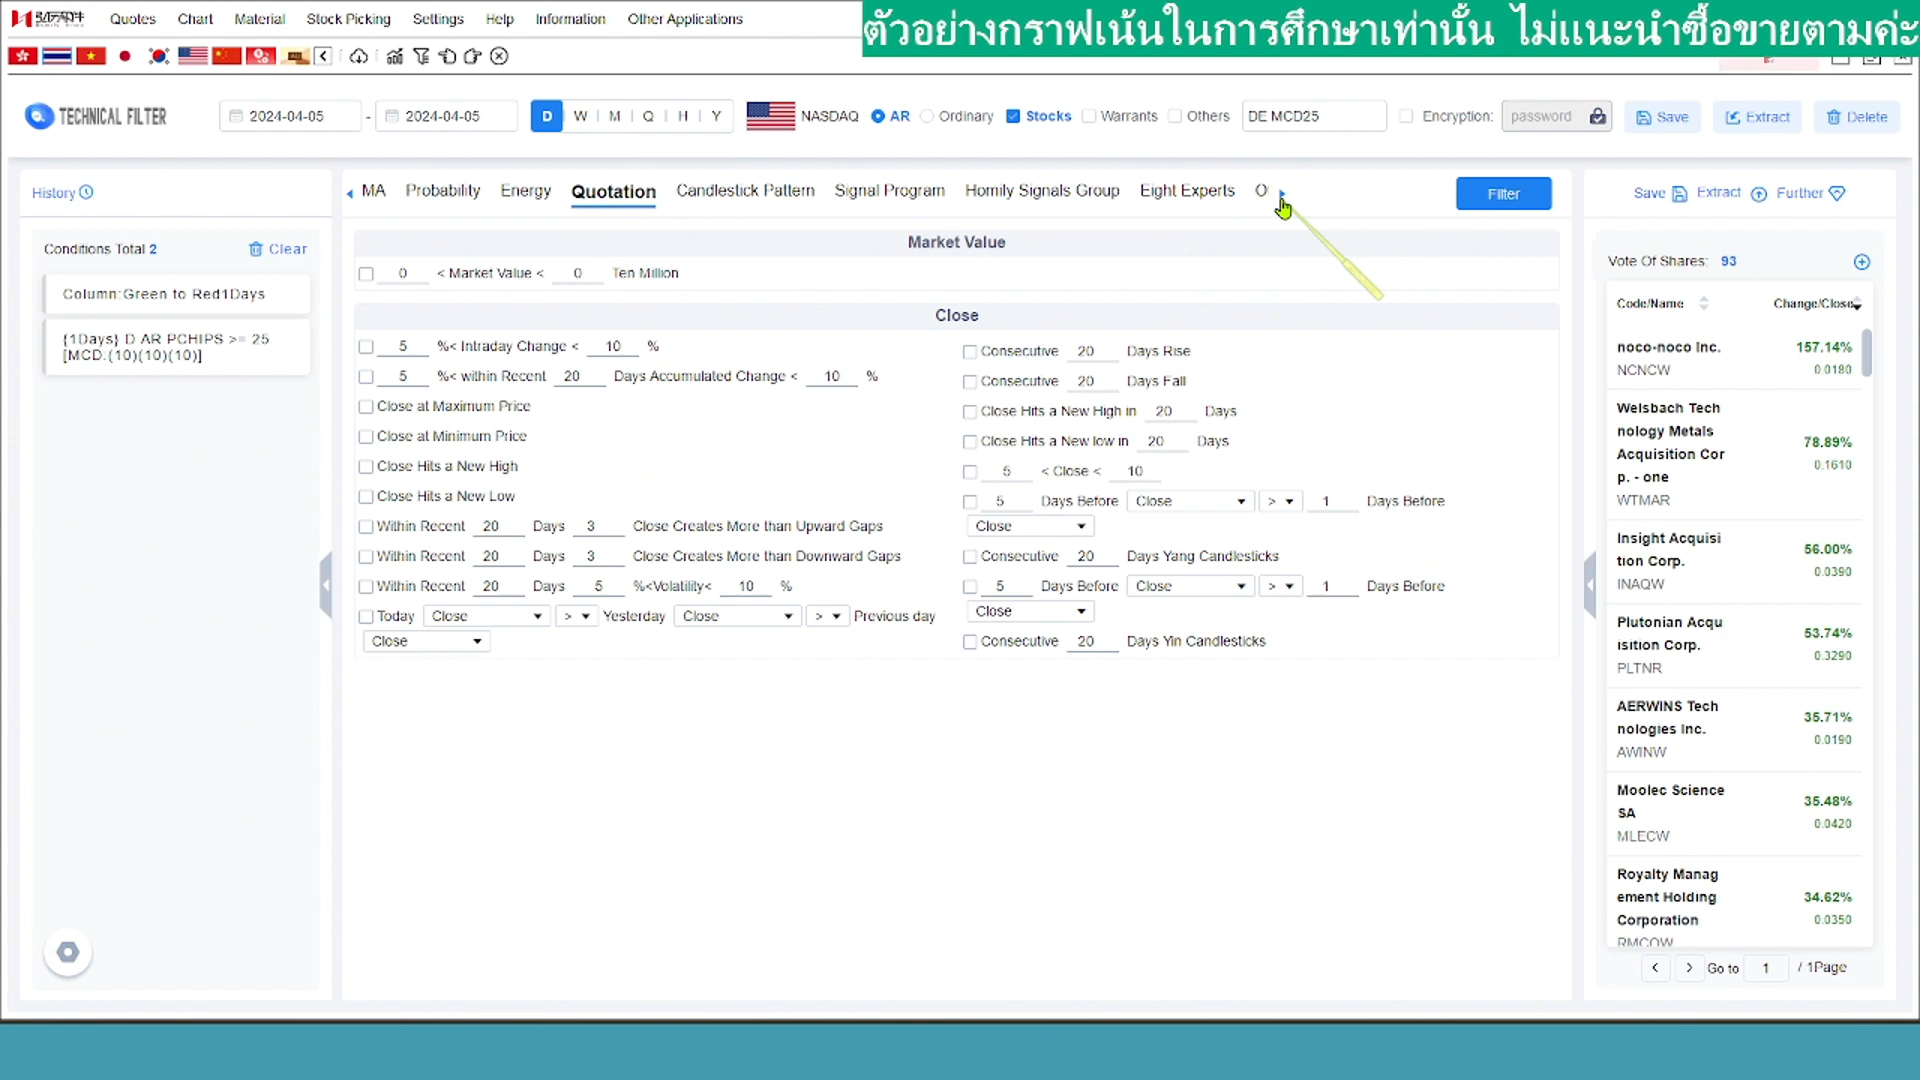 弘历软件 Quotes Chart Material Stock Picking Settings Help Information Other Applications
ตัวอย่างกราฟเน้นในการศึกษาเท่านั้น ไม่แนะนำซื้อขายตามค่ะ
TECHNICAL FILTER 2024-04-05 - 2024-04-05 D W M Q H Y NASDAQ AR Ordinary Stocks Warrants Others DE MCD25 Encryption: password Save Extract Delete
History
Conditions Total 2 Clear
Column:Green to Red1Days
{1Days} D AR PCHIPS >= 25
[MCD:(10)(10)(10)]
MA Probability Energy Quotation Candlestick Pattern Signal Program Homily Signals Group Eight Experts O Filter
Market Value
0 < Market Value < 0 Ten Million
Close
5 %< Intraday Change < 10 %
5 %< within Recent 20 Days Accumulated Change < 10 %
Close at Maximum Price
Close at Minimum Price
Close Hits a New High
Close Hits a New Low
Within Recent 20 Days 3 Close Creates More than Upward Gaps
Within Recent 20 Days 3 Close Creates More than Downward Gaps
Within Recent 20 Days 5 %<Volatility< 10 %
Today Close > Yesterday Close > Previous day
Close
Consecutive 20 Days Rise
Consecutive 20 Days Fall
Close Hits a New High in 20 Days
Close Hits a New low in 20 Days
5 < Close < 10
5 Days Before Close > 1 Days Before
Close
Consecutive 20 Days Yang Candlesticks
5 Days Before Close > 1 Days Before
Close
Consecutive 20 Days Yin Candlesticks
Save Extract Further
Vote Of Shares: 93
Code/Name Change/Close
noco-noco Inc. 157.14%
NCNCW 0.0180
Welsbach Tech
nology Metals
Acquisition Cor 78.89%
p. - one 0.1610
WTMAR
Insight Acquisi 56.00%
tion Corp. 0.0390
INAQW
Plutonian Acqu 53.74%
isition Corp. 0.3290
PLTNR
AERWINS Tech 35.71%
nologies Inc. 0.0190
AWINW
Moolec Science 35.48%
SA 0.0420
MLECW
Royalty Manag
ement Holding 34.62%
Corporation 0.0350
RMCOW
Go to 1 / 1Page